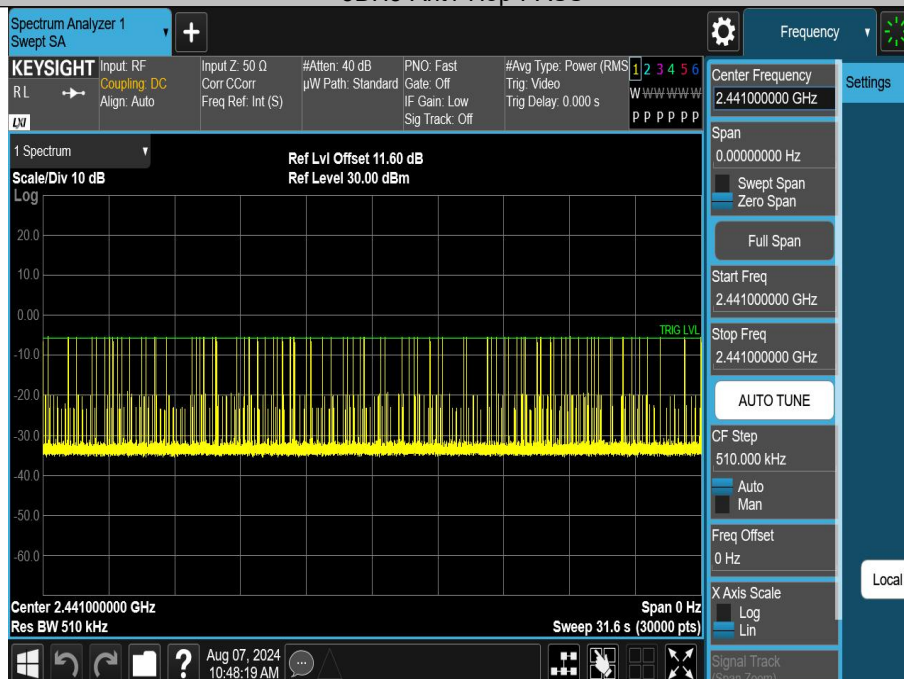 Spectrum Analyzer 1
Swept SA
+
Frequency
KEYSIGHT
R L
LXI
Input: RF
Coupling: DC
Align: Auto
Input Z: 50 Ω
Corr CCorr
Freq Ref: Int (S)
#Atten: 40 dB
µW Path: Standard
PNO: Fast
Gate: Off
IF Gain: Low
Sig Track: Off
#Avg Type: Power (RMS
Trig: Video
Trig Delay: 0.000 s
1 2 3 4 5 6
W W W W W W
P P P P P P
Center Frequency
2.441000000 GHz
Settings
Span
0.00000000 Hz
Swept Span
Zero Span
Full Span
Start Freq
2.441000000 GHz
Stop Freq
2.441000000 GHz
AUTO TUNE
CF Step
510.000 kHz
Auto
Man
Freq Offset
0 Hz
X Axis Scale
Log
Lin
Signal Track
(Span Zoom)
Local
1 Spectrum
Scale/Div 10 dB
Ref Lvl Offset 11.60 dB
Ref Level 30.00 dBm
Log
20.0
10.0
0.00
TRIG LVL
-10.0
-20.0
-30.0
-40.0
-50.0
-60.0
Center 2.441000000 GHz
Span 0 Hz
Res BW 510 kHz
Sweep 31.6 s (30000 pts)
?
Aug 07, 2024
10:48:19 AM